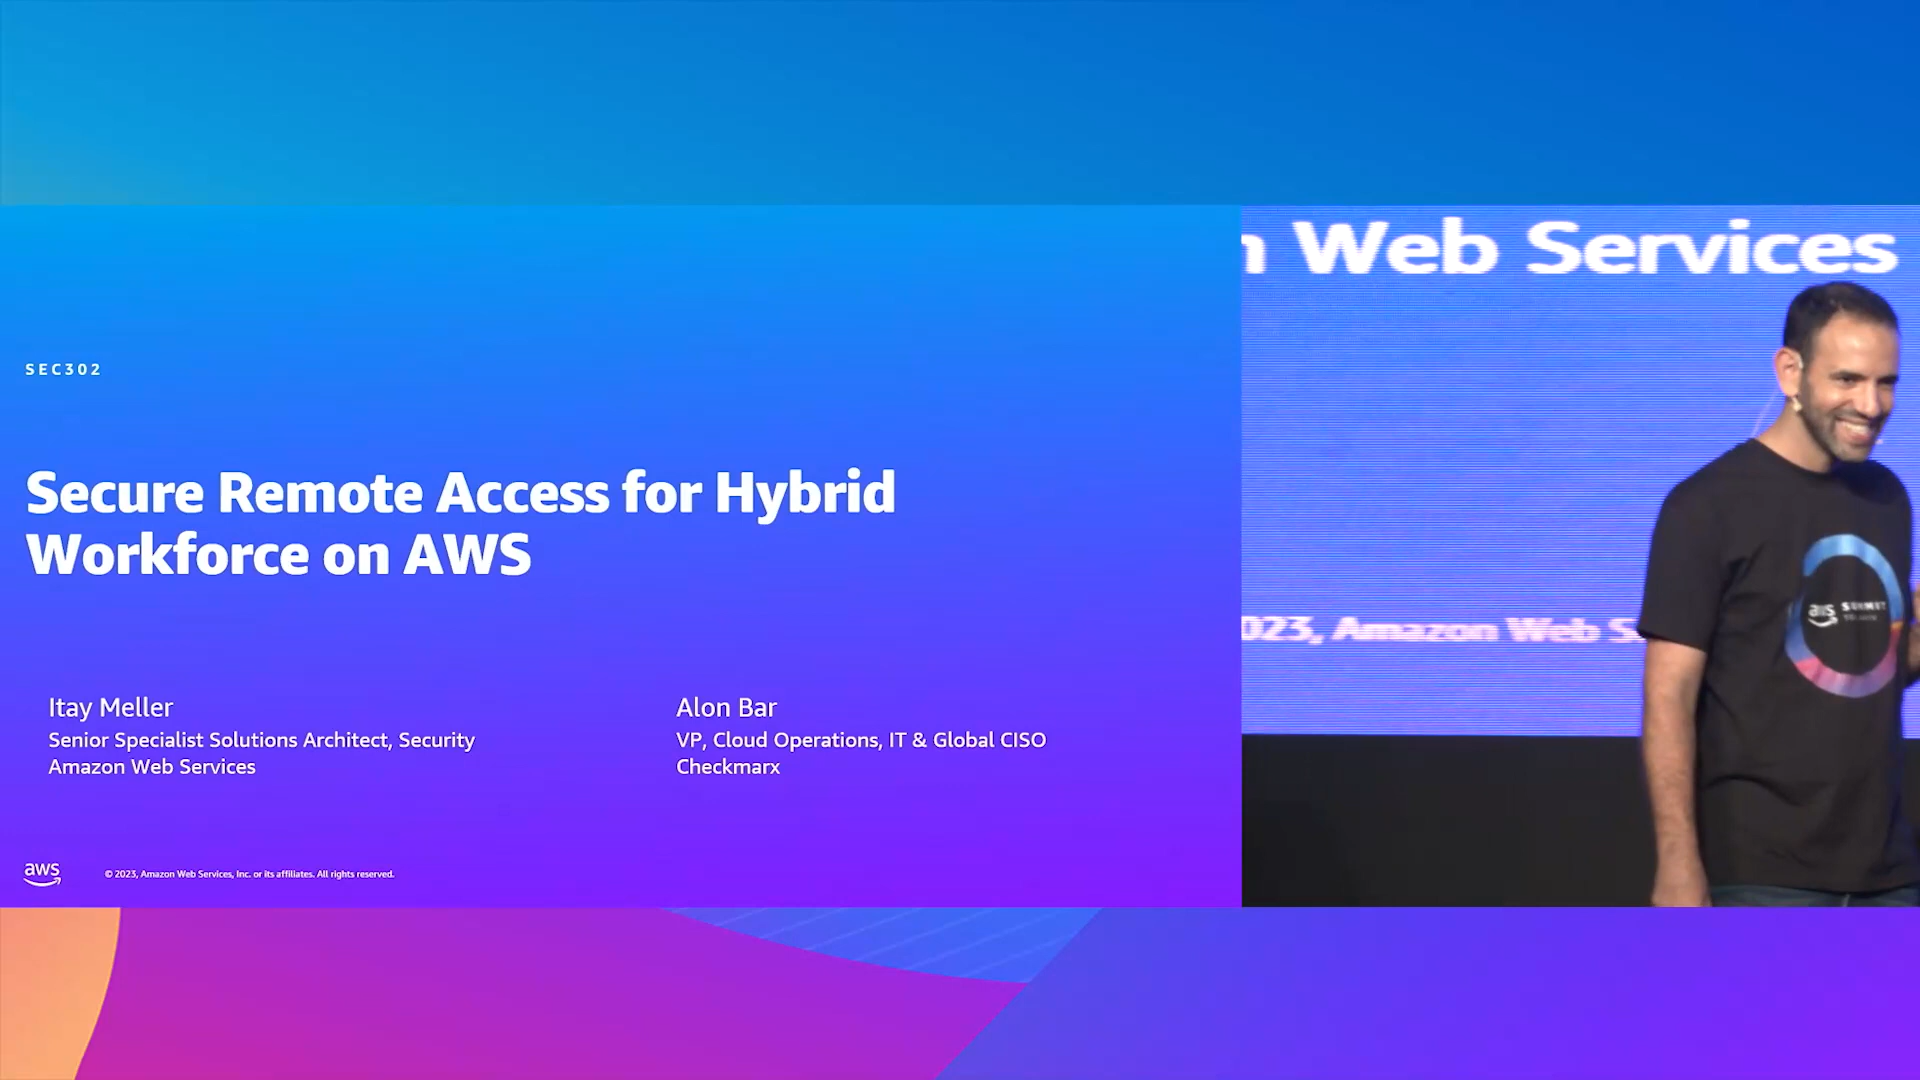 SEC302
Secure Remote Access for Hybrid
Workforce on AWS
Itay Meller
Senior Specialist Solutions Architect, Security
Amazon Web Services
Alon Bar
VP, Cloud Operations, IT & Global CISO
Checkmarx
aws
© 2023, Amazon Web Services, Inc. or its affiliates. All rights reserved.
n Web Services
023, Amazon Web S
aws SUMMIT